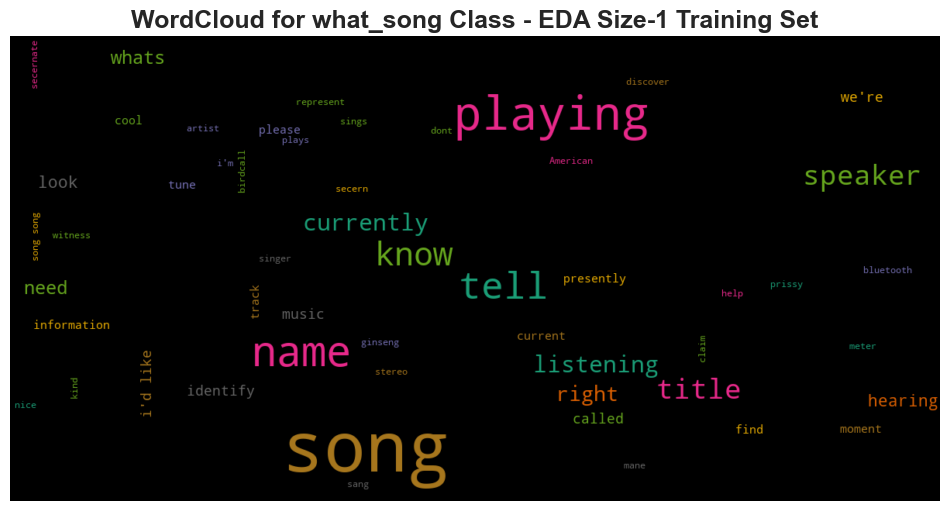 WordCloud for what_song Class - EDA Size-1 Training Set
secernate
whats
discover
we're
represent
playing
cool
artist
please
sings
dont
plays
American
i'm
birdcall
look
tune
secern
speaker
song song
witness
currently
know
singer
bluetooth
need
tell
presently
prissy
help
track
music
information
ginseng
current
claim
meter
name
listening
stereo
kind
i'd like
identify
right
title
hearing
nice
called
find
moment
song
mane
sang